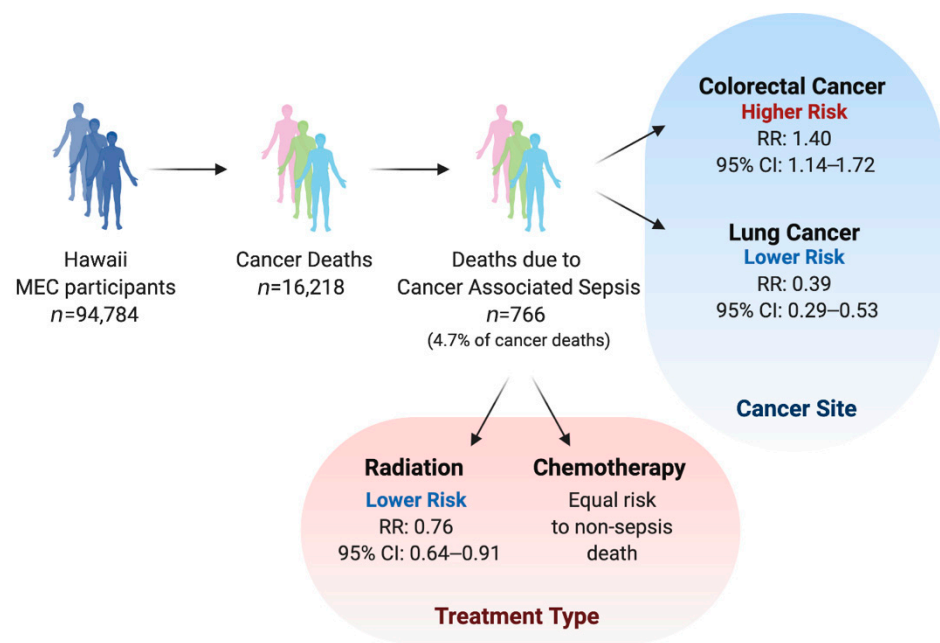 Hawaii
MEC participants
n=94,784
Cancer Deaths
n=16,218
Deaths due to
Cancer Associated Sepsis
n=766
(4.7% of cancer deaths)
Colorectal Cancer
Higher Risk
RR: 1.40
95% CI: 1.14–1.72
Lung Cancer
Lower Risk
RR: 0.39
95% CI: 0.29–0.53
Cancer Site
Radiation
Lower Risk
RR: 0.76
95% CI: 0.64–0.91
Chemotherapy
Equal risk
to non-sepsis
death
Treatment Type